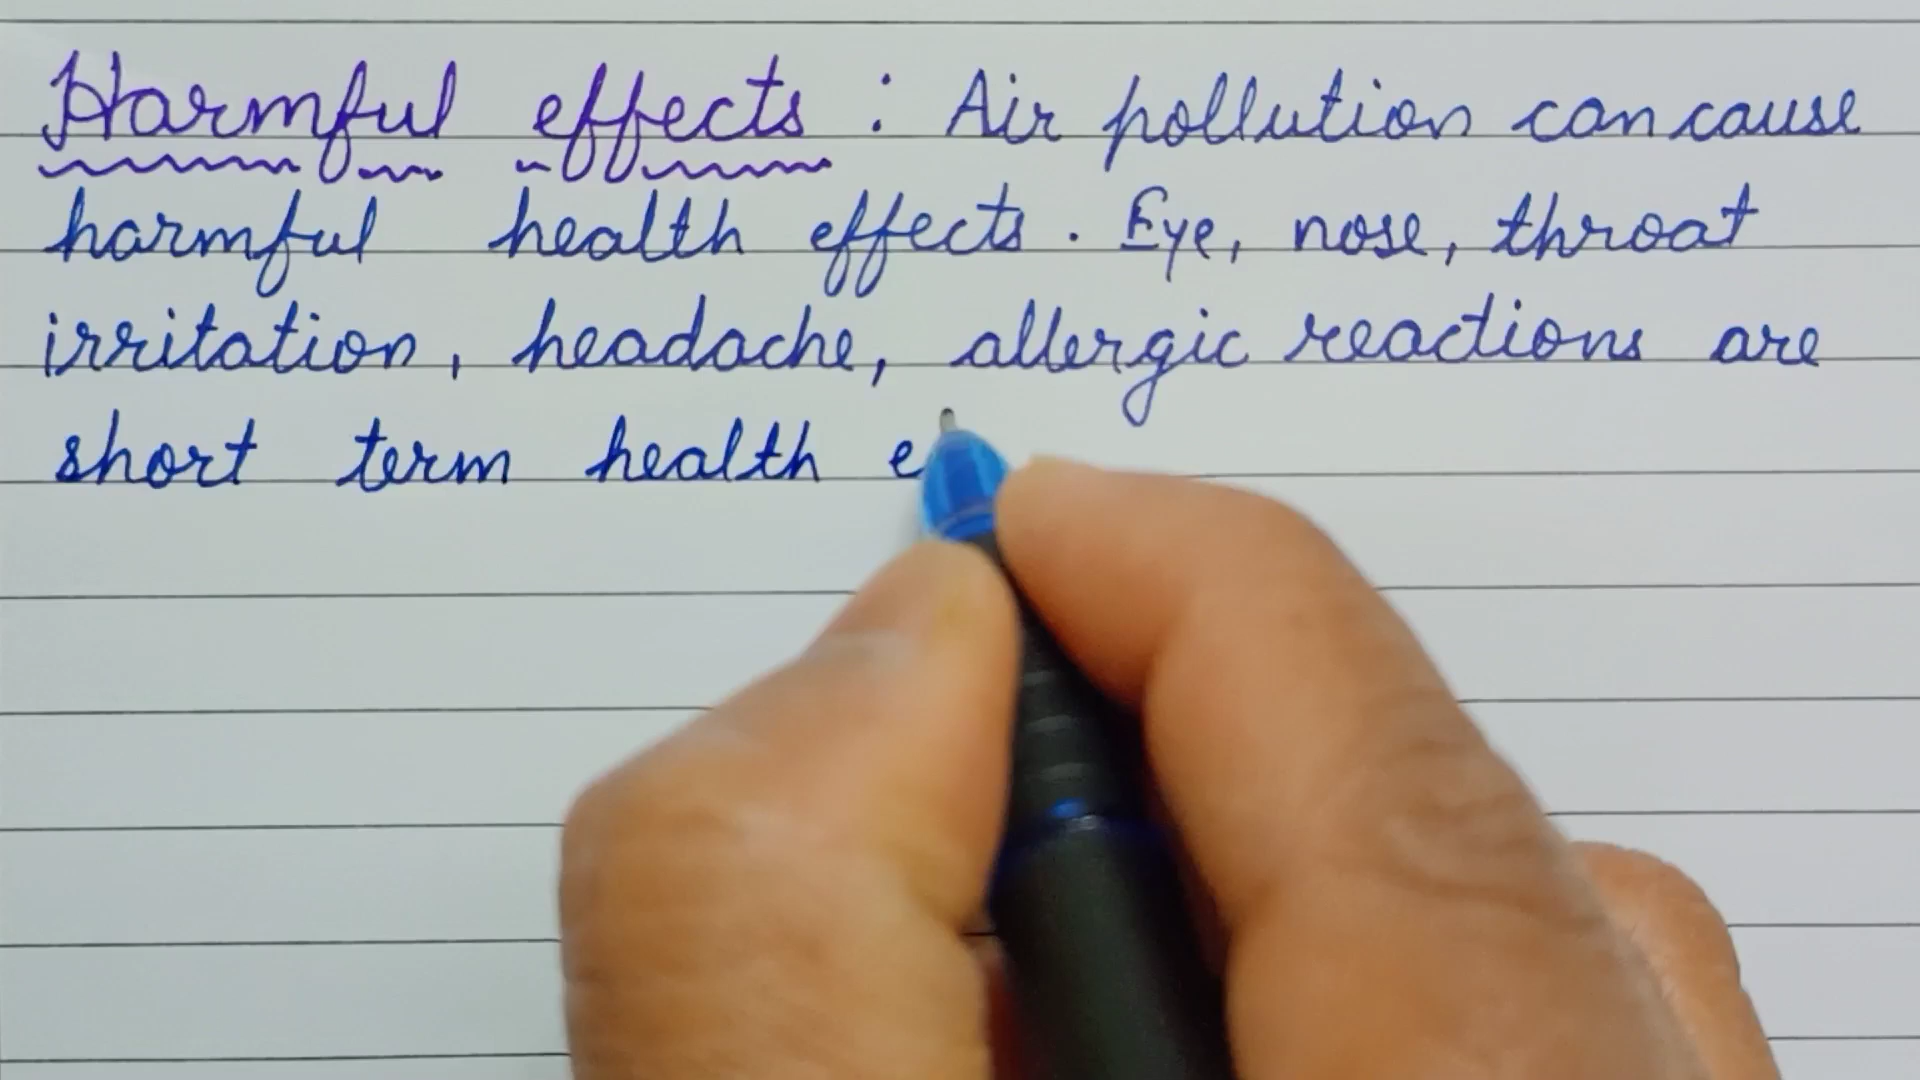 Harmful effects : Air pollution can cause
harmful health effects. Eye, nose, throat
irritation, headache, allergic reactions are
short term health e